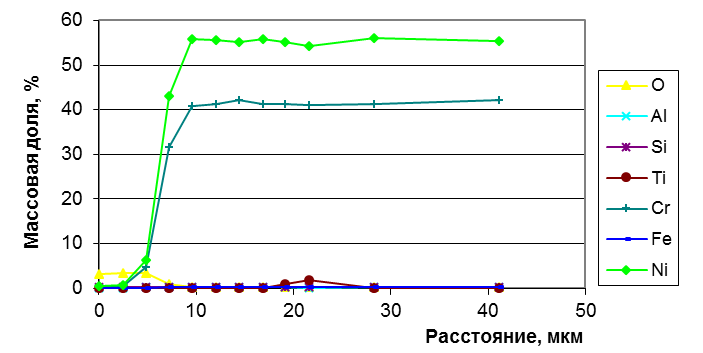 Массовая доля, %
60
50
40
30
20
10
0
0 10 20 30 40 50
Расстояние, мкм
O
Al
Si
Ti
Cr
Fe
Ni